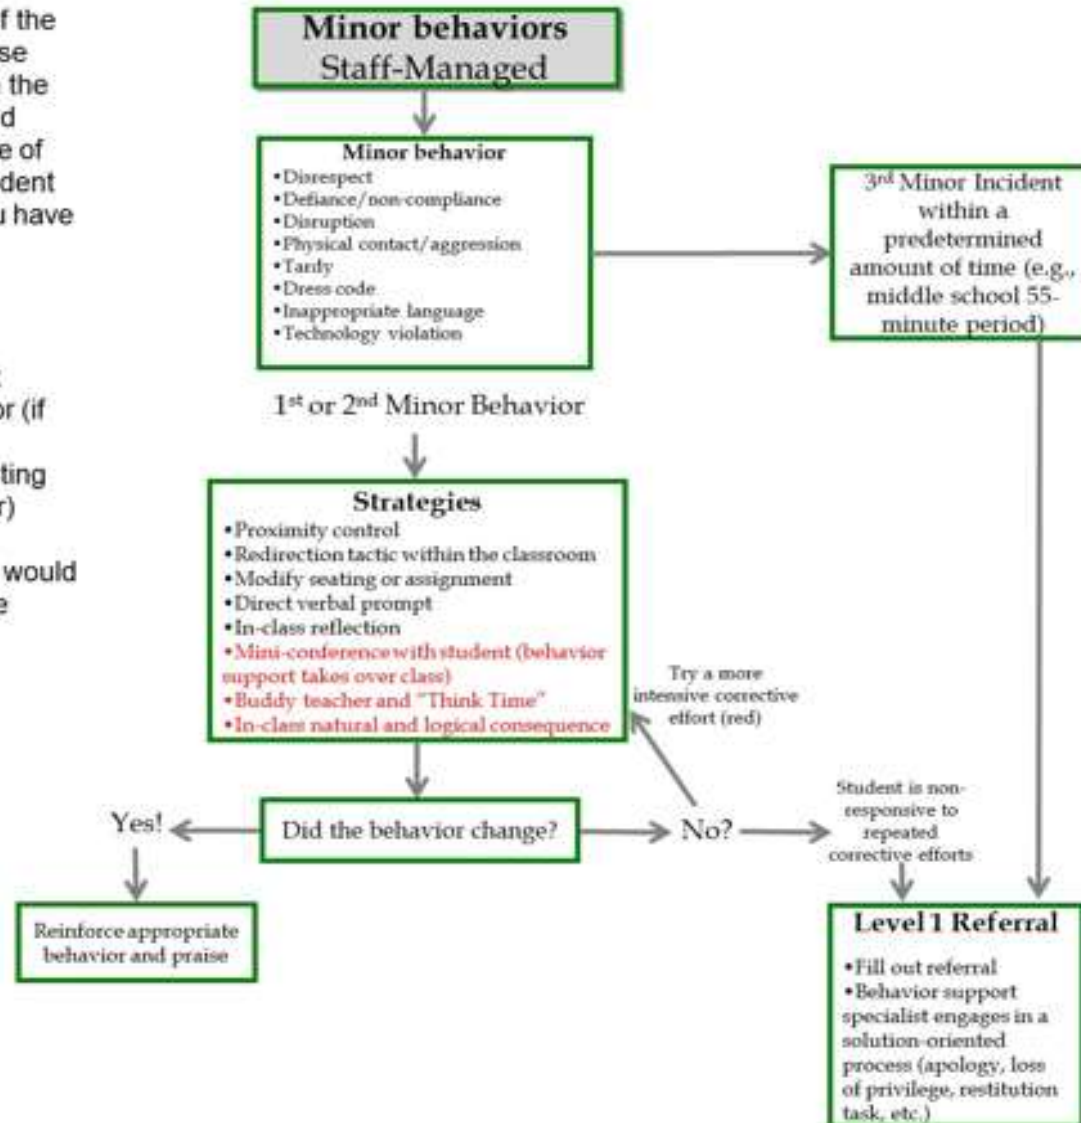 f the
se
the
d
e of
dent
u have
:
or (if
ting
r)
would
e
Minor behaviors
Staff-Managed
Minor behavior
•Disrespect
•Defiance/non-compliance
•Disruption
•Physical contact/aggression
•Tardy
•Dress code
•Inappropriate language
•Technology violation
3rd Minor Incident
within a
predetermined
amount of time (e.g.,
middle school 55-
minute period)
1st or 2nd Minor Behavior
Strategies
•Proximity control
•Redirection tactic within the classroom
•Modify seating or assignment
•Direct verbal prompt
•In-class reflection
•Mini-conference with student (behavior
support takes over class)
•Buddy teacher and "Think Time"
•In-class natural and logical consequence
Try a more
intensive corrective
effort (red)
Yes!
Did the behavior change?
No?
Student is non-
responsive to
repeated
corrective efforts
Reinforce appropriate
behavior and praise
Level 1 Referral
•Fill out referral
•Behavior support
specialist engages in a
solution-oriented
process (apology, loss
of privilege, restitution
task, etc.)